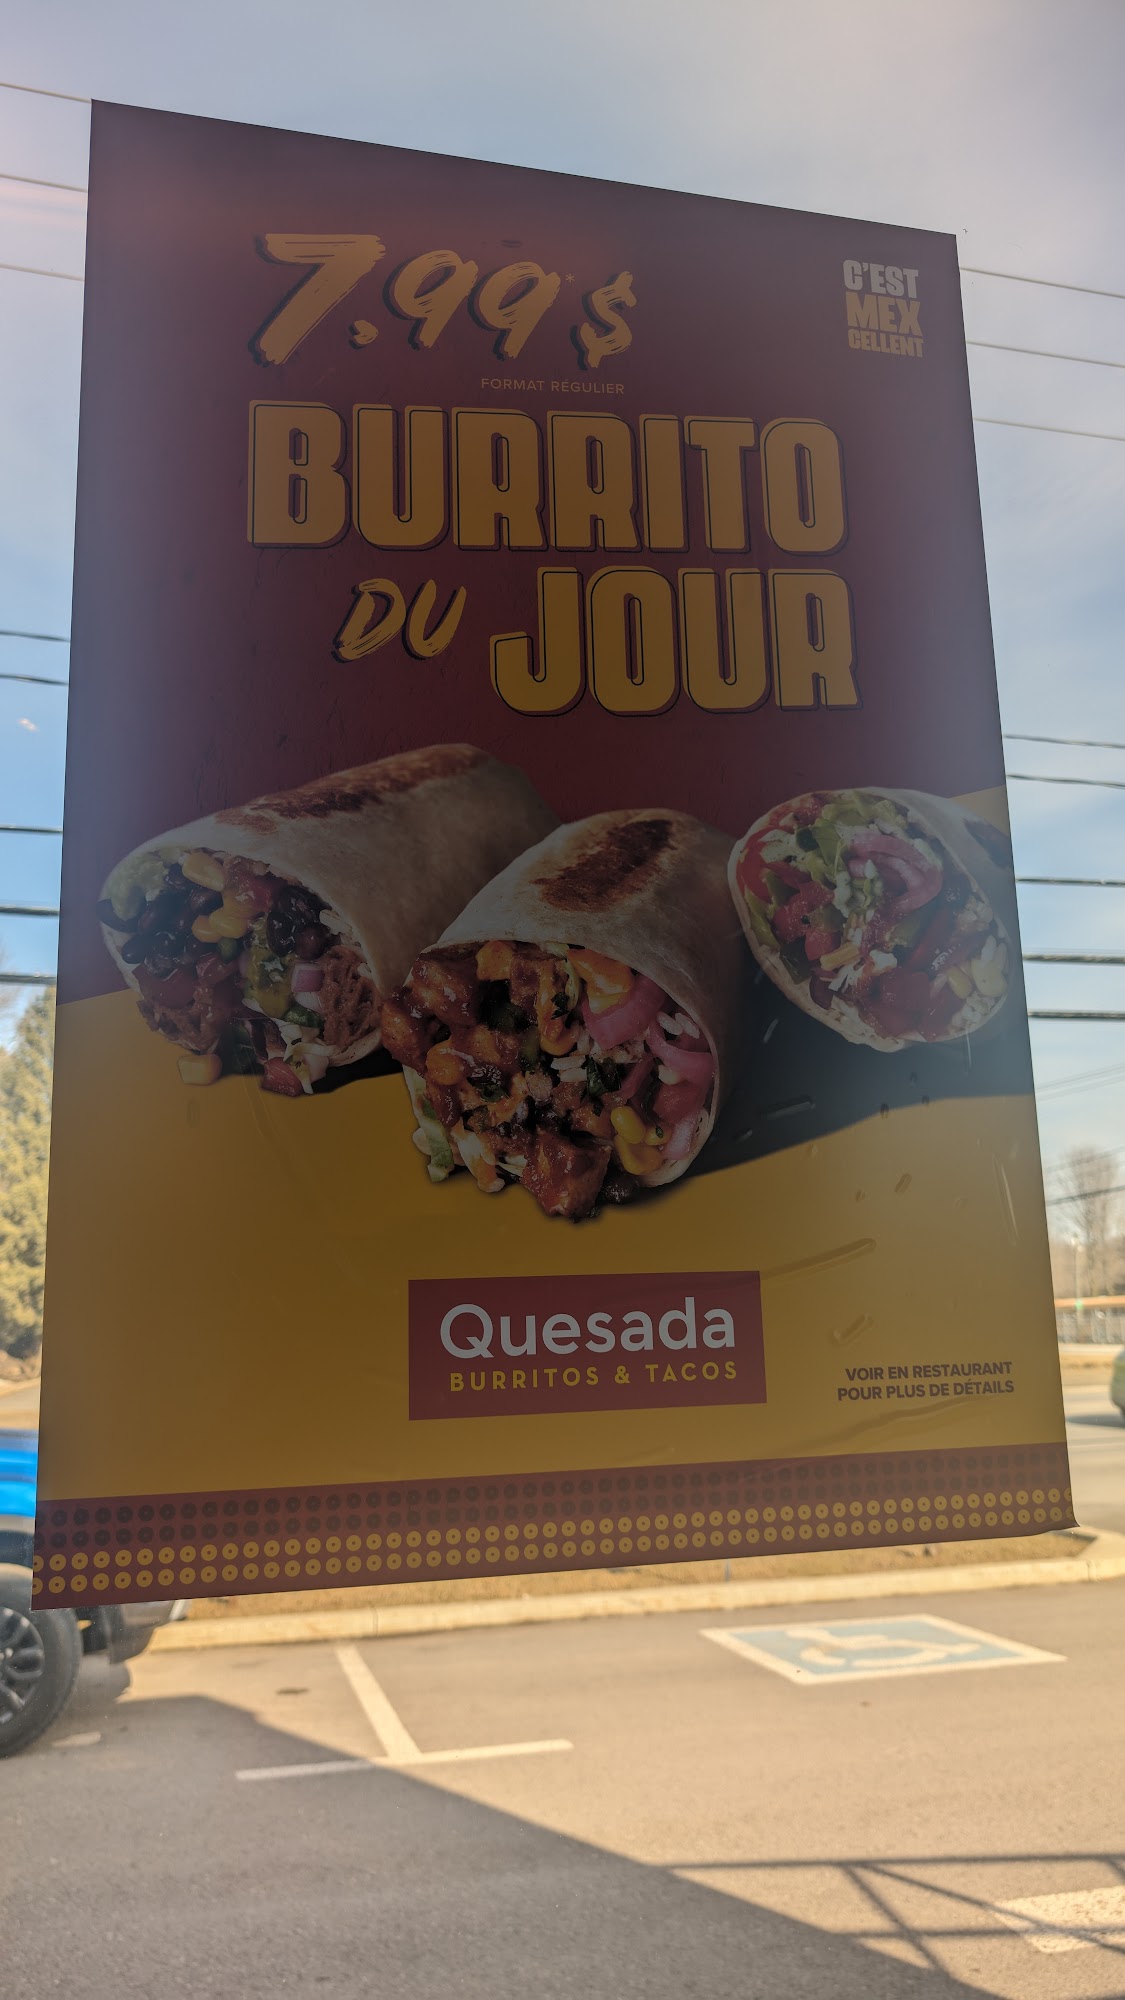 7.99*$
FORMAT RÉGULIER
C'EST
MEX
CELLENT
BURRITO
DU JOUR
Quesada
BURRITOS & TACOS
VOIR EN RESTAURANT
POUR PLUS DE DÉTAILS